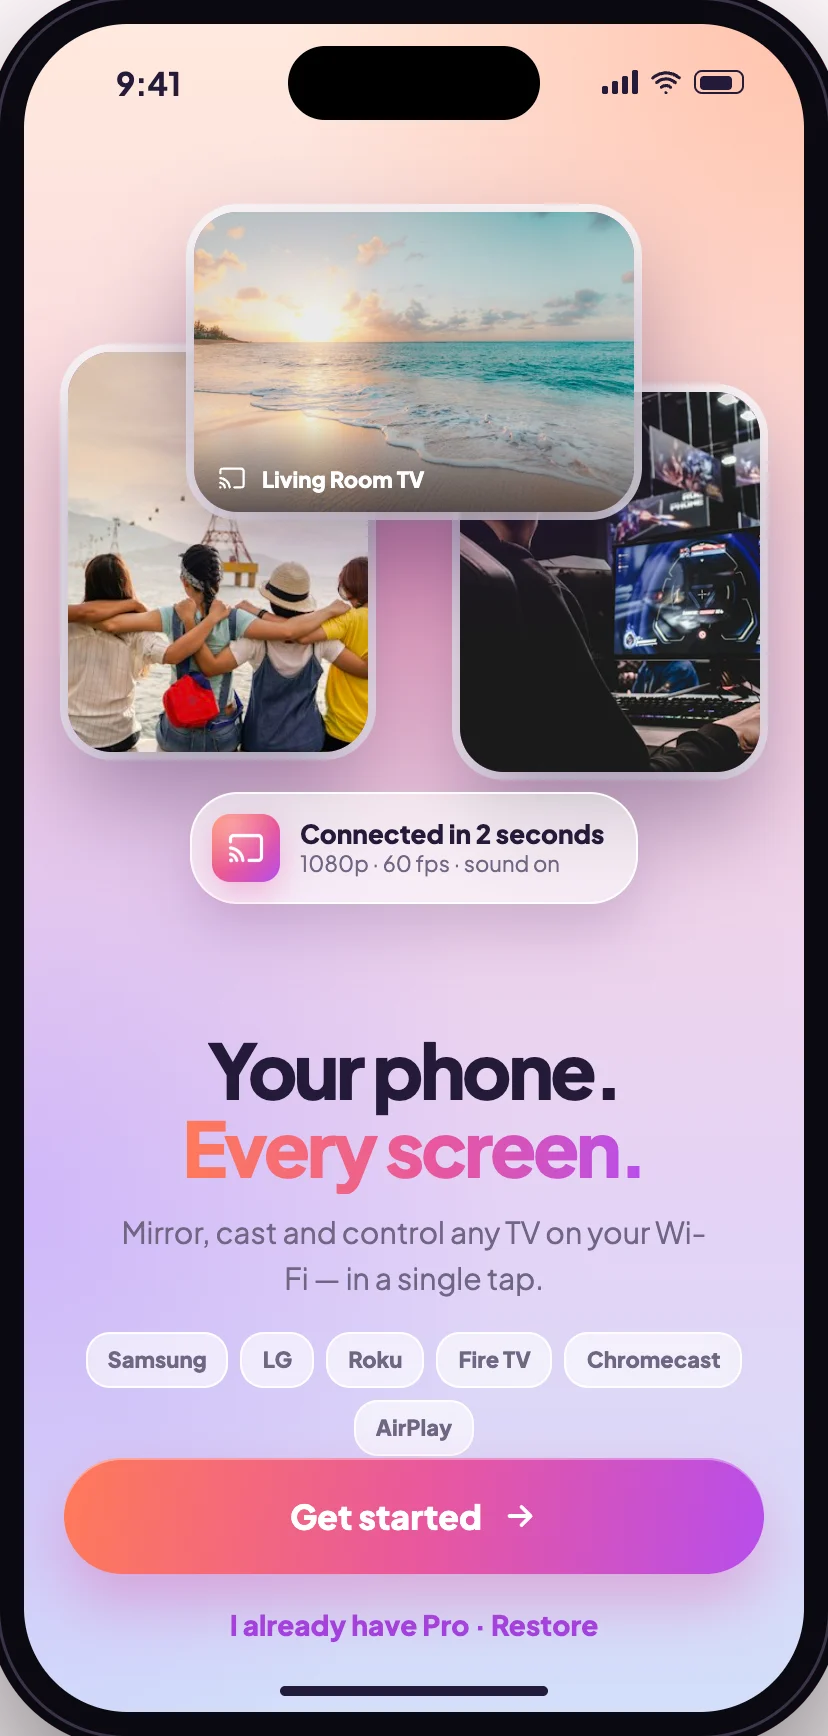 9:41
Living Room TV
Connected in 2 seconds
1080p · 60 fps · sound on
Your phone.
Every screen.
Mirror, cast and control any TV on your Wi-
Fi — in a single tap.
Samsung
LG
Roku
Fire TV
Chromecast
AirPlay
Get started →
I already have Pro · Restore